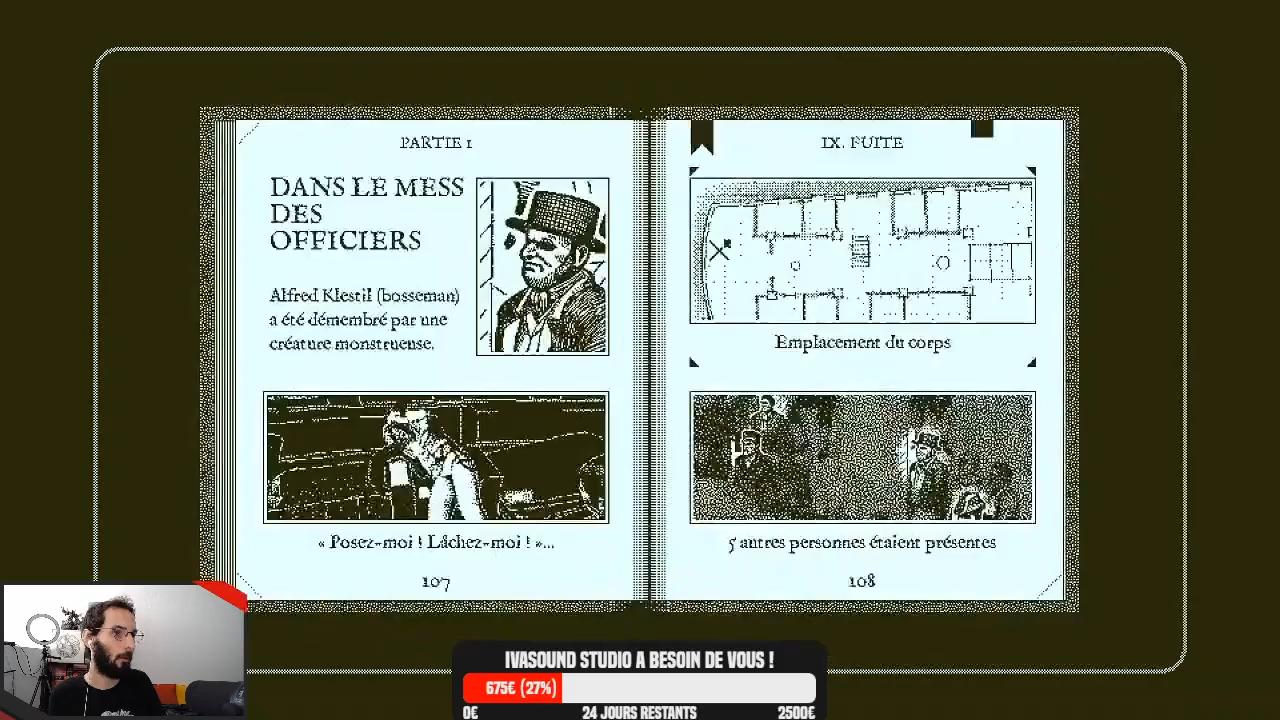 PARTIE 1
DANS LE MESS
DES
OFFICIERS
Alfred Klestil (bosseman)
a été démembré par une
créature monstrueuse.
« Posez-moi ! Lâchez-moi ! »...
107
IX. FUITE
Emplacement du corps
5 autres personnes étaient présentes
108
IVASOUND STUDIO A BESOIN DE VOUS !
675€ (27%)
0€ 24 JOURS RESTANTS 2500€